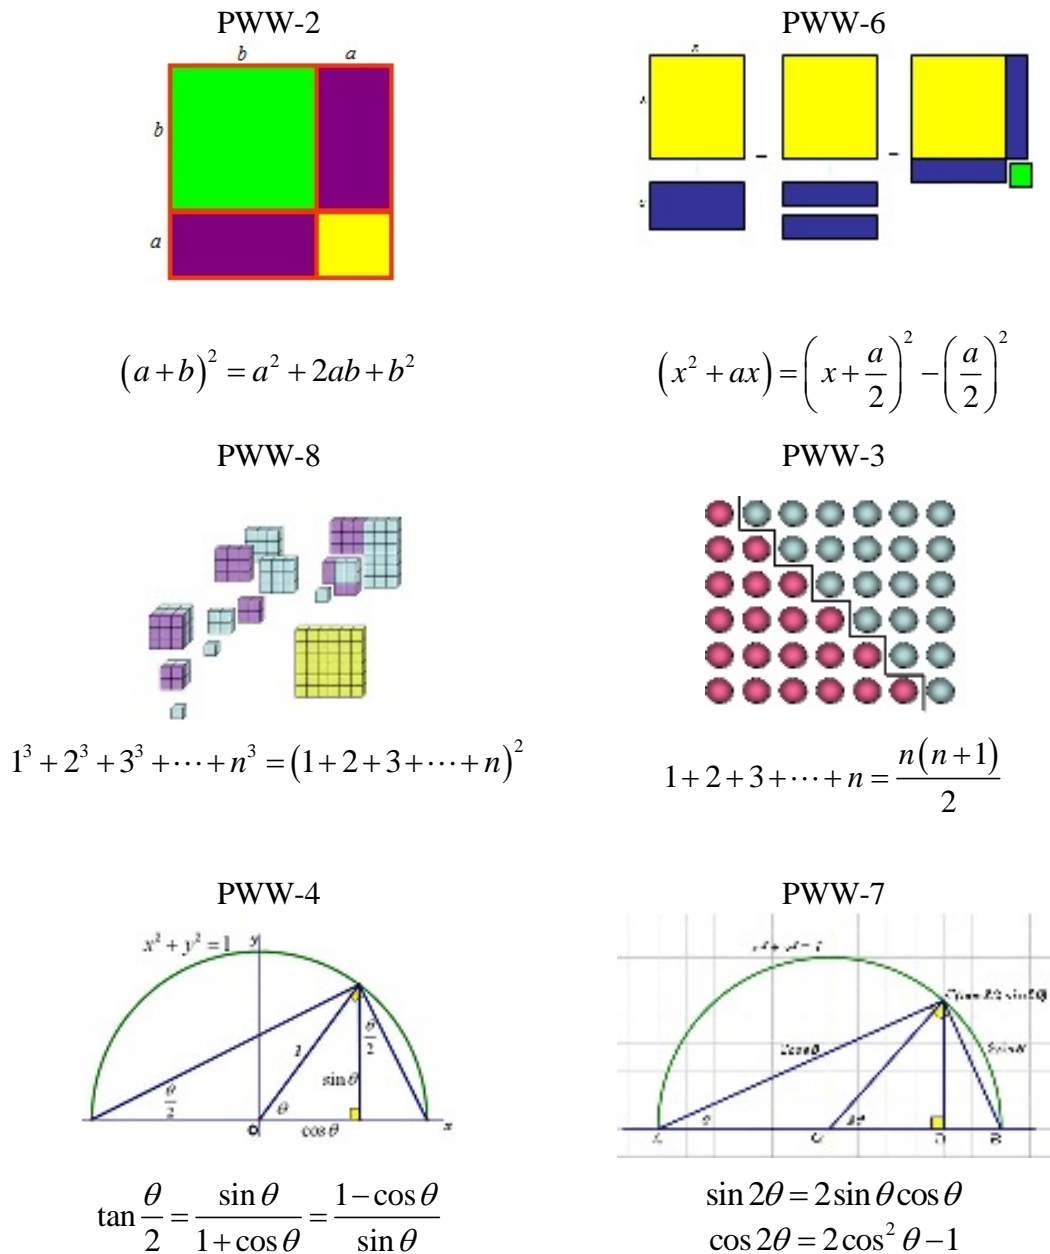 PWW-2
b a
b
a
(a+b)² = a² + 2ab + b²
PWW-6
− −
(x² + ax) = (x + a/2)² − (a/2)²
PWW-8
1³ + 2³ + 3³ + ⋯ + n³ = (1 + 2 + 3 + ⋯ + n)²
PWW-3
1 + 2 + 3 + ⋯ + n = n(n+1)/2
PWW-4
x² + y² = 1 y
1 θ/2
θ/2 sin θ
θ
O cos θ x
tan θ/2 = sin θ/(1 + cos θ) = (1 − cos θ)/sin θ
PWW-7
A O D B
sin 2θ = 2 sin θ cos θ
cos 2θ = 2 cos² θ − 1